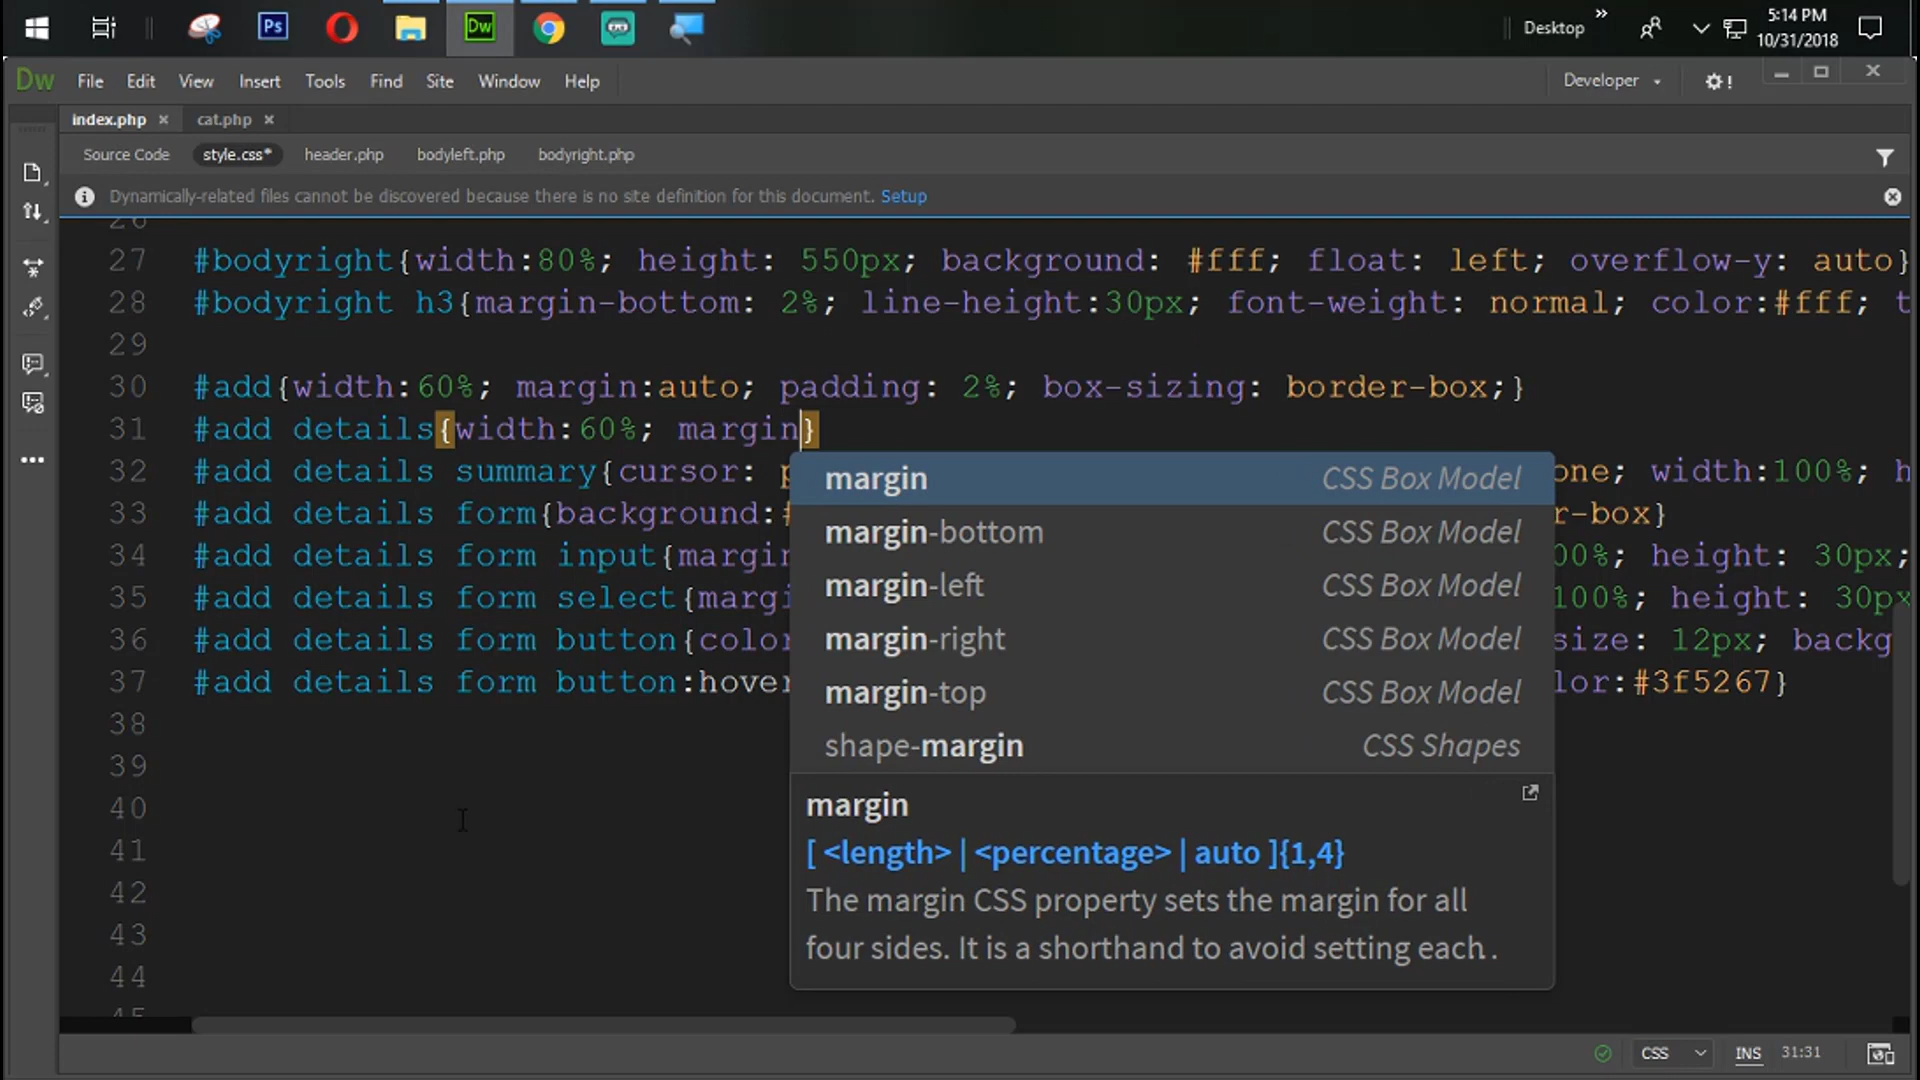 Ps
Dw
Desktop
»
5:14 PM
10/31/2018
Dw File Edit View Insert Tools Find Site Window Help
Developer
!
index.php × cat.php ×
Source Code style.css* header.php bodyleft.php bodyright.php
Dynamically-related files cannot be discovered because there is no site definition for this document. Setup
26
27 #bodyright{width:80%; height: 550px; background: #fff; float: left; overflow-y: auto}
28 #bodyright h3{margin-bottom: 2%; line-height:30px; font-weight: normal; color:#fff; t
29
30 #add{width:60%; margin:auto; padding: 2%; box-sizing: border-box;}
31 #add details{width:60%; margin}
32 #add details summary{cursor: p one; width:100%; h
33 #add details form{background:# r-box}
34 #add details form input{margin 00%; height: 30px;
35 #add details form select{margi 100%; height: 30px
36 #add details form button{color size: 12px; backg
37 #add details form button:hover lor:#3f5267}
38
39
40
41
42
43
44
45
margin CSS Box Model
margin-bottom CSS Box Model
margin-left CSS Box Model
margin-right CSS Box Model
margin-top CSS Box Model
shape-margin CSS Shapes
margin
[ <length> | <percentage> | auto ]{1,4}
The margin CSS property sets the margin for all
four sides. It is a shorthand to avoid setting each .
CSS INS 31:31